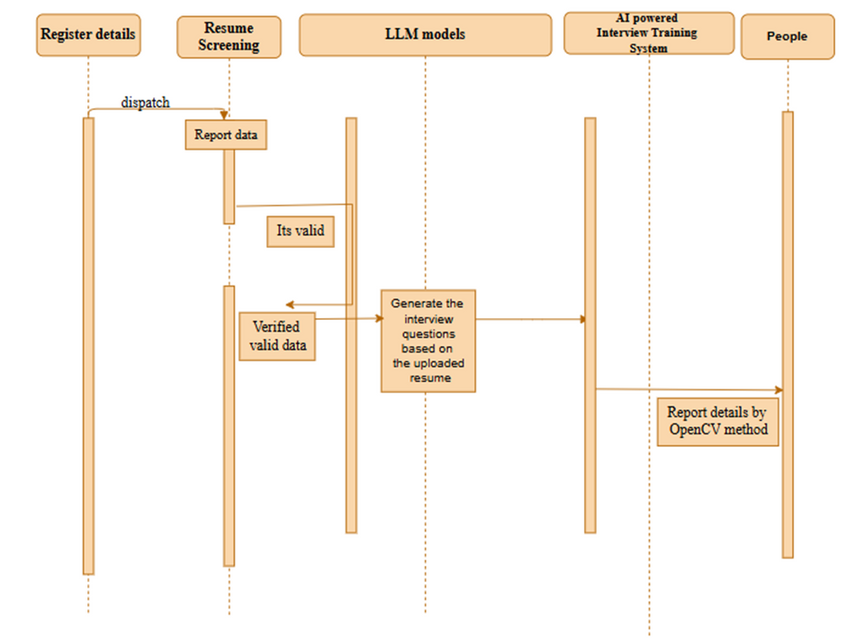 Register details
Resume
Screening
LLM models
AI powered
Interview Training
System
People
dispatch
Report data
Its valid
Verified
valid data
Generate the
interview
questions
based on
the uploaded
resume
Report details by
OpenCV method